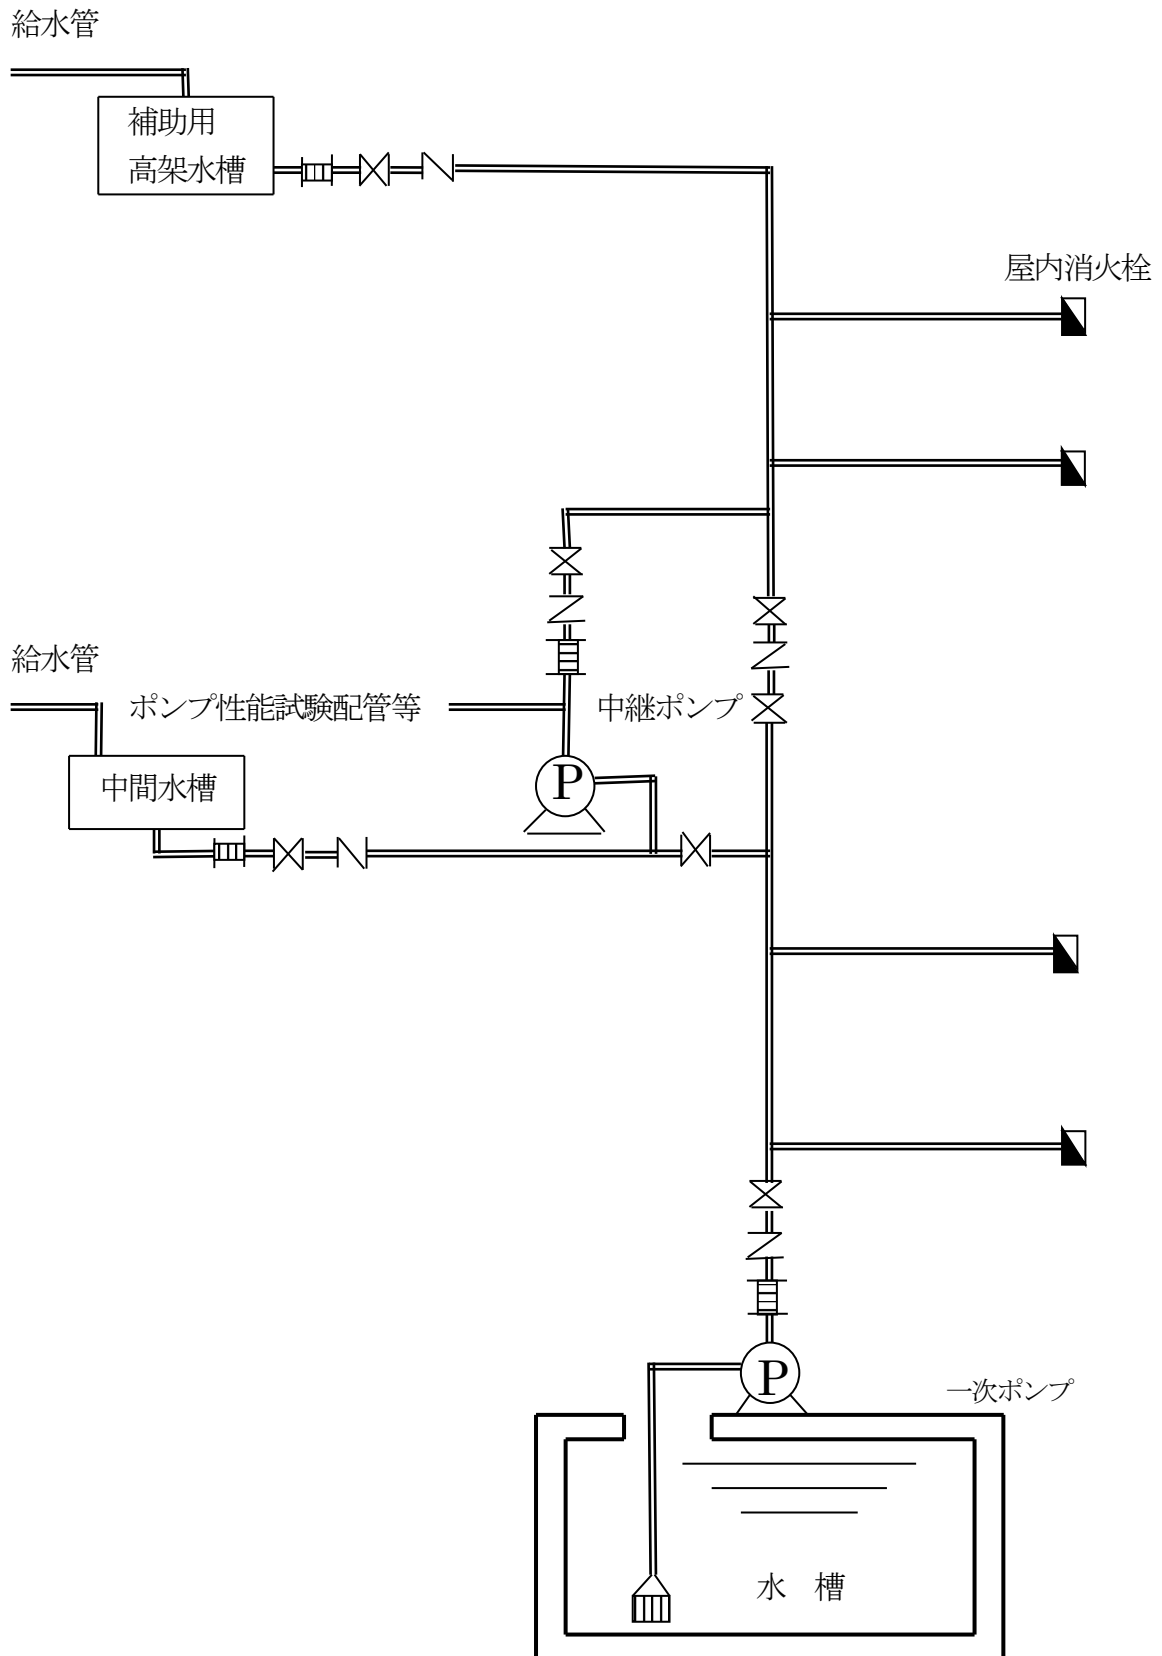 給水管
補助用
高架水槽
屋内消火栓
給水管
ポンプ性能試験配管等
中継ポンプ
中間水槽
P
P
一次ポンプ
水 槽